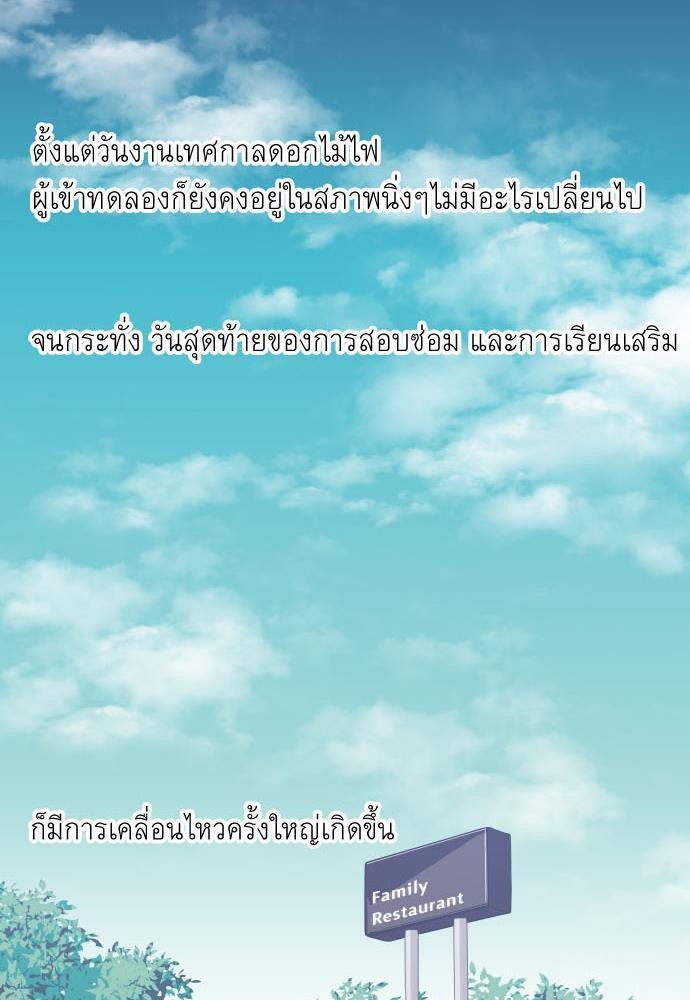 ตั้งแต่วันงานเทศกาลดอกไม้ไฟ
ผู้เข้าทดลองก็ยังคงอยู่ในสภาพนิ่งๆไม่มีอะไรเปลี่ยนไป
จนกระทั่ง วันสุดท้ายของการสอบซ่อม และการเรียนเสริม
ก็มีการเคลื่อนไหวครั้งใหญ่เกิดขึ้น
Family
Restaurant